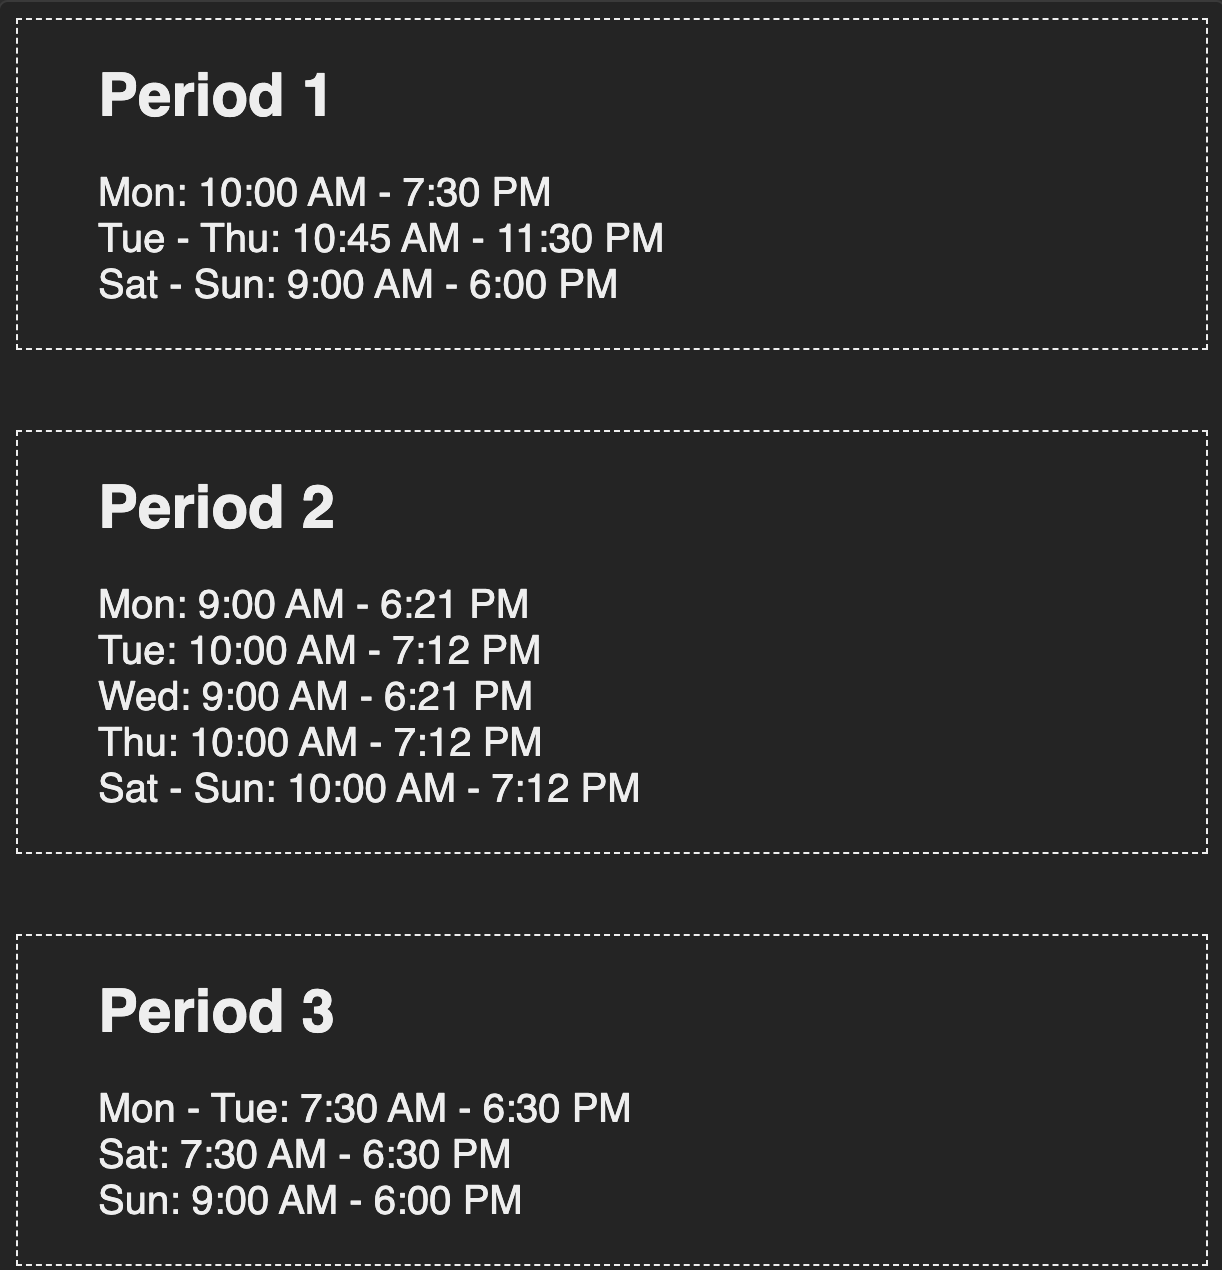 Period 1
Mon: 10:00 AM - 7:30 PM
Tue - Thu: 10:45 AM - 11:30 PM
Sat - Sun: 9:00 AM - 6:00 PM
Period 2
Mon: 9:00 AM - 6:21 PM
Tue: 10:00 AM - 7:12 PM
Wed: 9:00 AM - 6:21 PM
Thu: 10:00 AM - 7:12 PM
Sat - Sun: 10:00 AM - 7:12 PM
Period 3
Mon - Tue: 7:30 AM - 6:30 PM
Sat: 7:30 AM - 6:30 PM
Sun: 9:00 AM - 6:00 PM